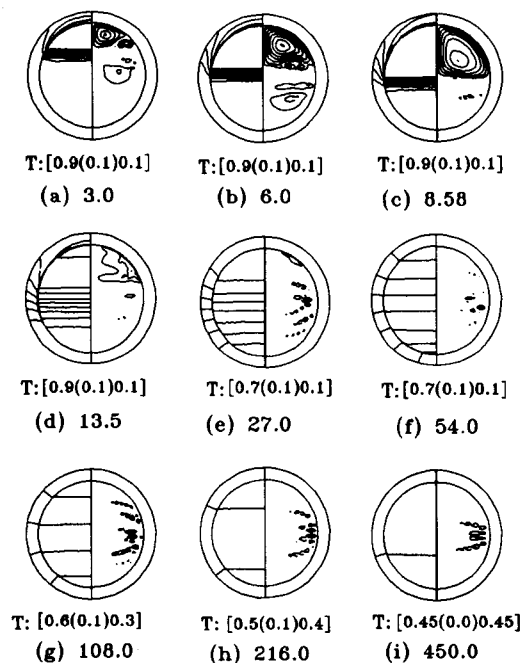 T:[0.9(0.1)0.1] T:[0.9(0.1)0.1] T:[0.9(0.1)0.1]
(a) 3.0 (b) 6.0 (c) 8.58
T:[0.9(0.1)0.1] T:[0.7(0.1)0.1] T:[0.7(0.1)0.1]
(d) 13.5 (e) 27.0 (f) 54.0
T: [0.6(0.1)0.3] T: [0.5(0.1)0.4] T: [0.45(0.0)0.45]
(g) 108.0 (h) 216.0 (i) 450.0